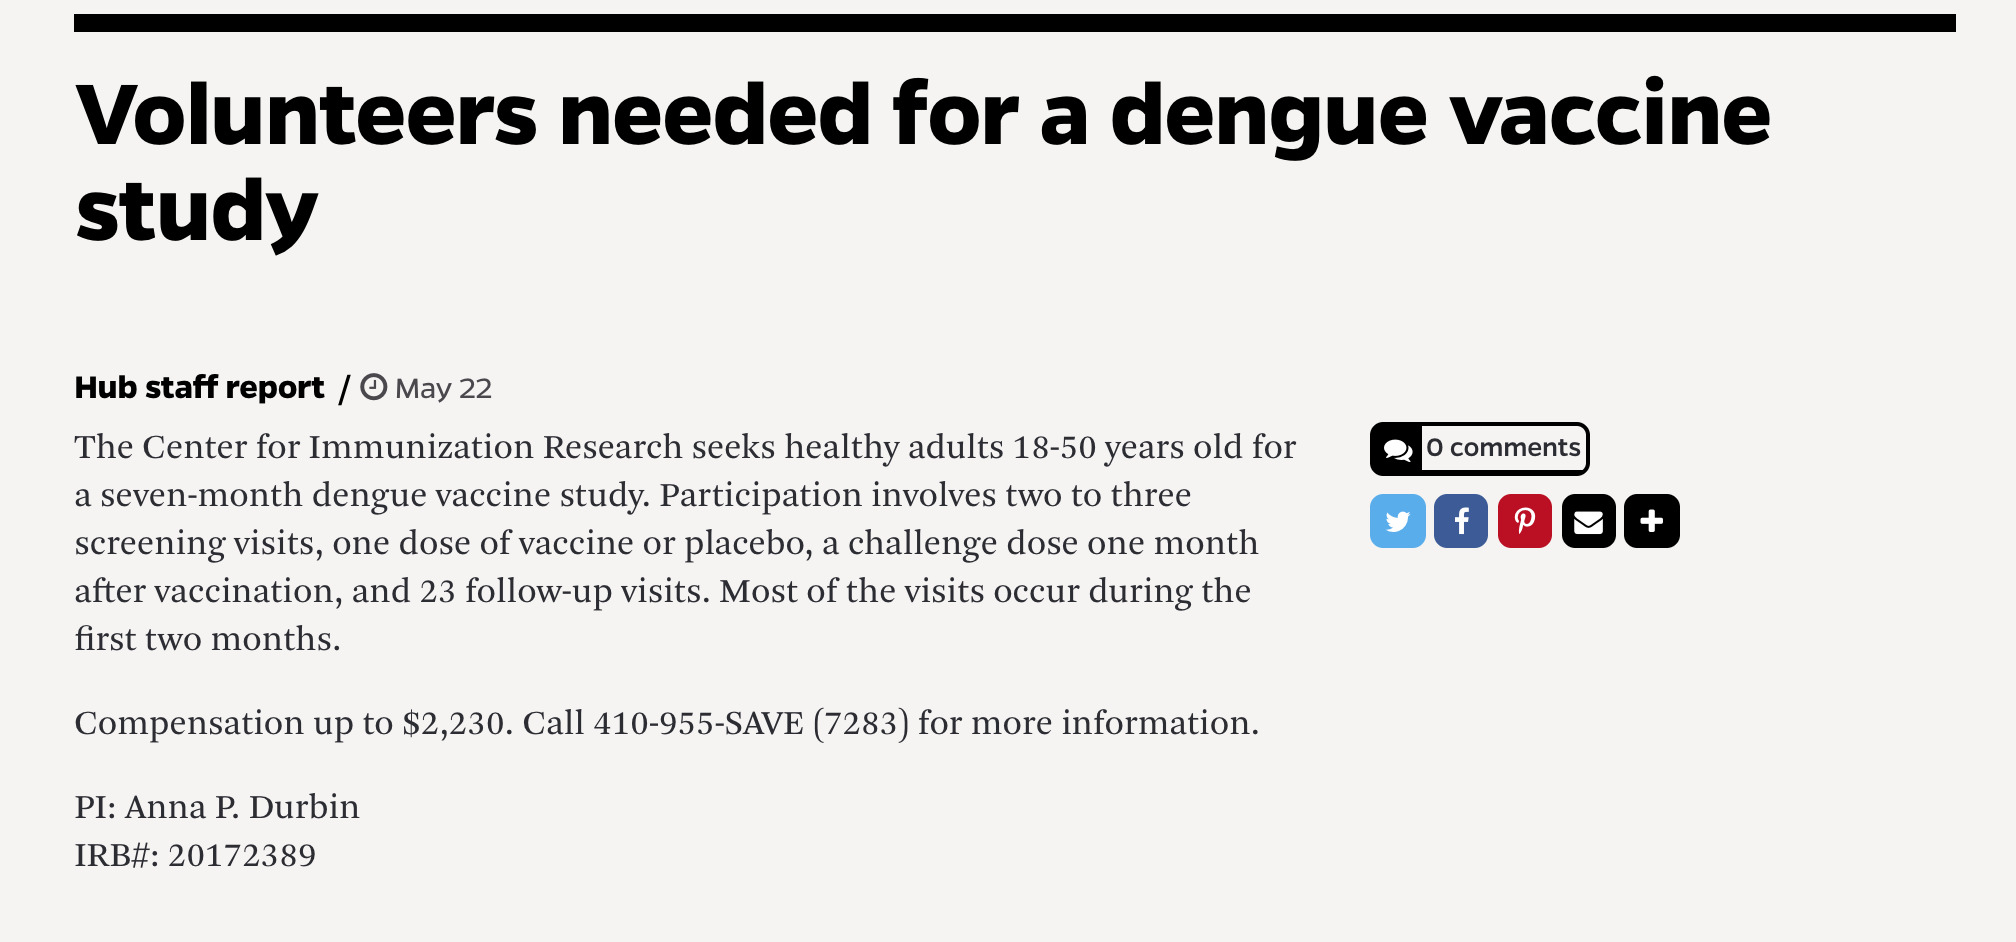 Volunteers needed for a dengue vaccine
study
Hub staff report / May 22
The Center for Immunization Research seeks healthy adults 18-50 years old for
a seven-month dengue vaccine study. Participation involves two to three
screening visits, one dose of vaccine or placebo, a challenge dose one month
after vaccination, and 23 follow-up visits. Most of the visits occur during the
first two months.
0 comments
Compensation up to $2,230. Call 410-955-SAVE (7283) for more information.
PI: Anna P. Durbin
IRB#: 20172389